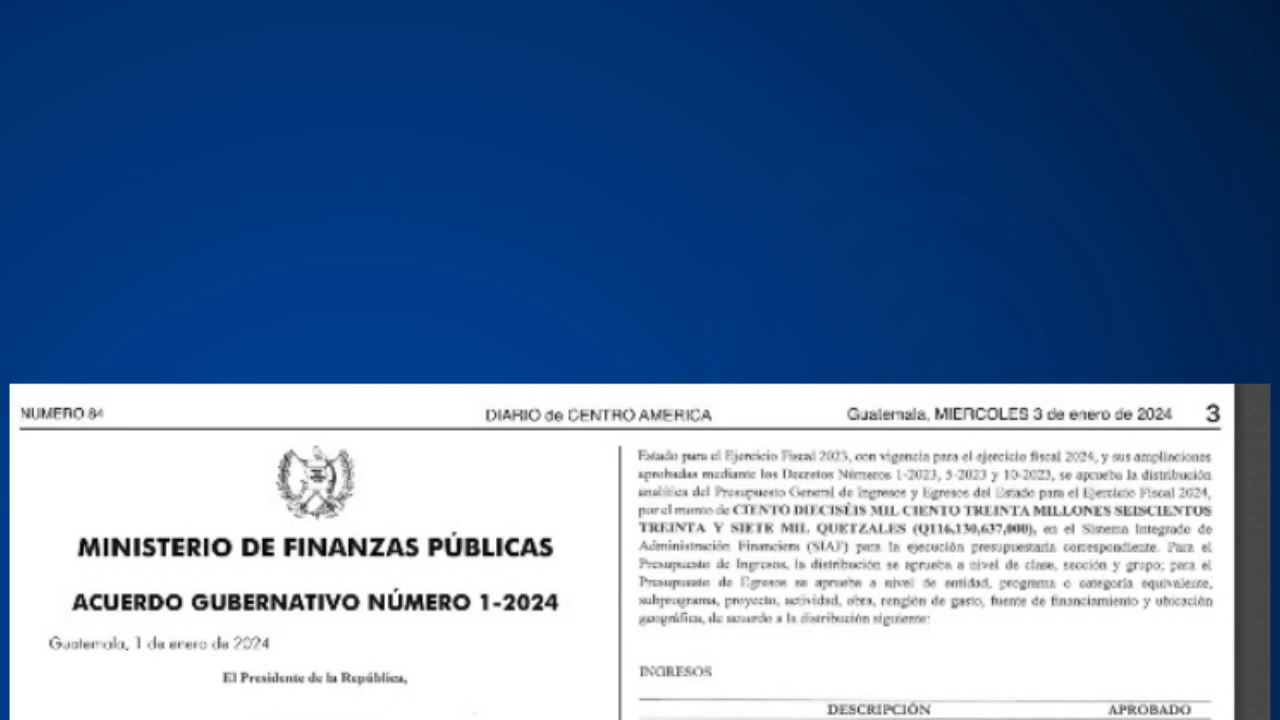 NUMERO 84
DIARIO de CENTRO AMERICA
Guatemala, MIERCOLES 3 de enero de 2024
3
MINISTERIO DE FINANZAS PÚBLICAS
ACUERDO GUBERNATIVO NÚMERO 1-2024
Guatemala, 1 de enero de 2024
El Presidente de la República,
Estado para el Ejercicio Fiscal 2023, con vigencia para el ejercicio fiscal 2024, y sus ampliaciones
aprobadas mediante los Decretos Números 1-2023, 5-2023 y 10-2023, se aprueba la distribución
analítica del Presupuesto General de Ingresos y Egresos del Estado para el Ejercicio Fiscal 2024,
por el monto de CIENTO DIECISÉIS MIL CIENTO TREINTA MILLONES SEISCIENTOS
TREINTA Y SIETE MIL QUETZALES (Q116,130,637,000), en el Sistema Integrado de
Administración Financiera (SIAF) para la ejecución presupuestaria correspondiente. Para el
Presupuesto de Ingresos, la distribución se aprueba a nivel de clase, sección y grupo; para el
Presupuesto de Egresos se aprueba a nivel de entidad, programa o categoría equivalente,
subprograma, proyecto, actividad, obra, renglón de gasto, fuente de financiamiento y ubicación
geográfica, de acuerdo a la distribución siguiente:
INGRESOS
DESCRIPCIÓN
APROBADO